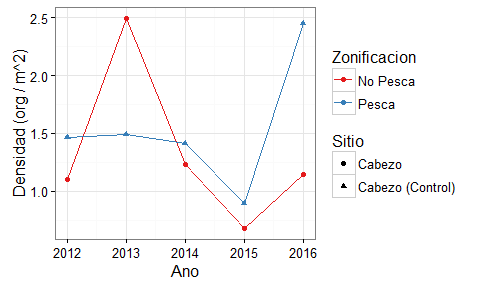 2.5
2.0
1.5
1.0
Densidad (org / m^2)
2012 2013 2014 2015 2016
Ano
Zonificacion
No Pesca
Pesca
Sitio
Cabezo
Cabezo (Control)